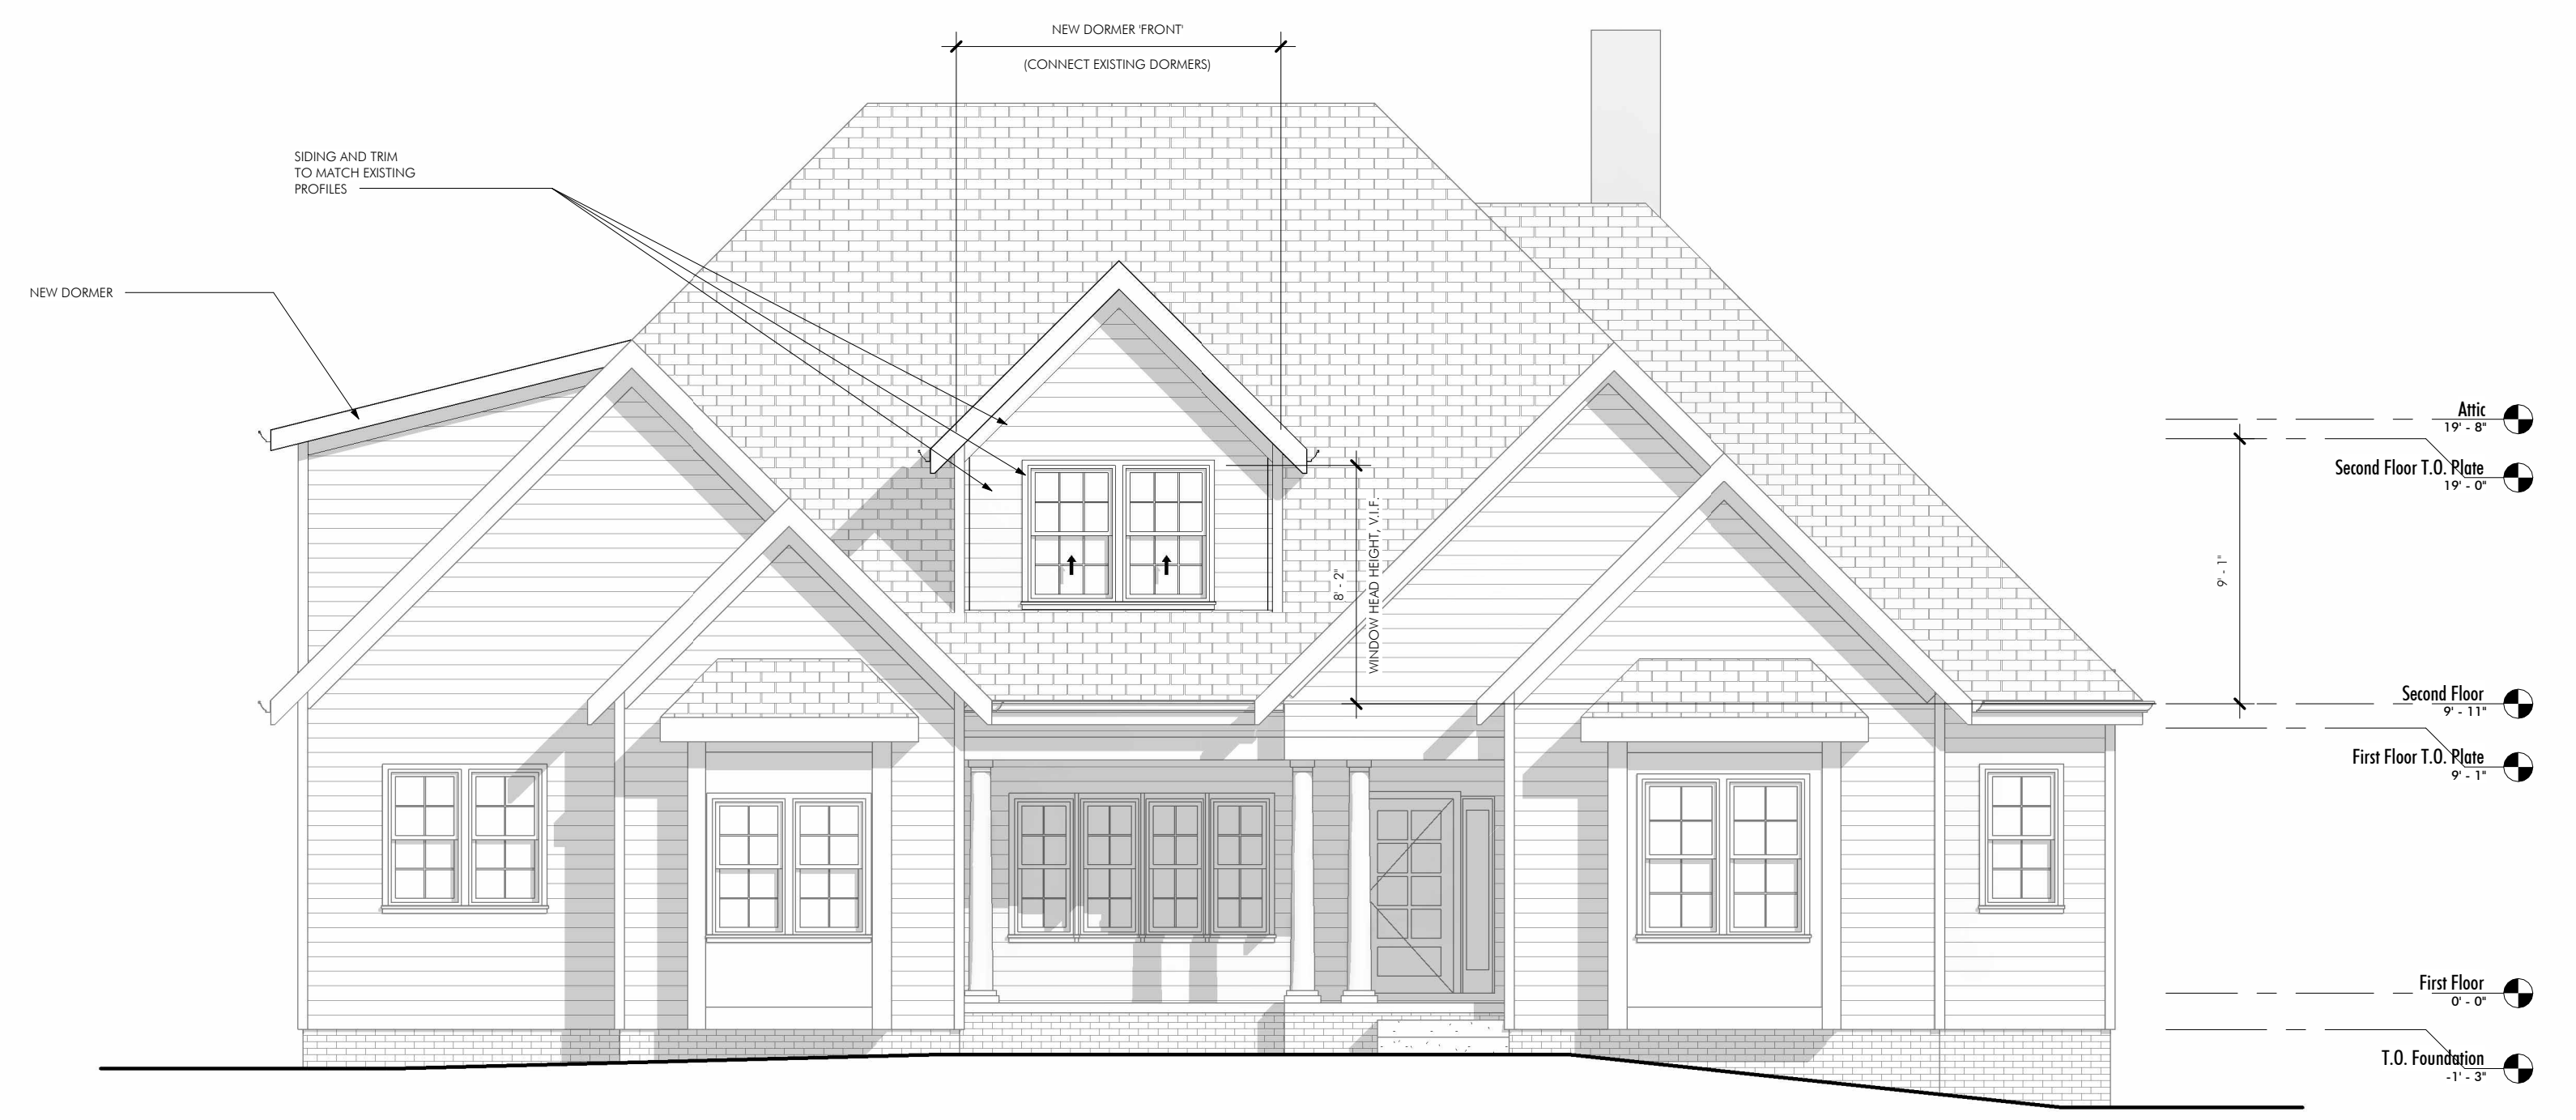 NEW DORMER 'FRONT'
(CONNECT EXISTING DORMERS)
SIDING AND TRIM
TO MATCH EXISTING
PROFILES
NEW DORMER
8' - 2"
WINDOW HEAD HEIGHT, V.I.F.
9' - 1"
Attic
19' - 8"
Second Floor T.O. Plate
19' - 0"
Second Floor
9' - 11"
First Floor T.O. Plate
9' - 1"
First Floor
0' - 0"
T.O. Foundation
-1' - 3"